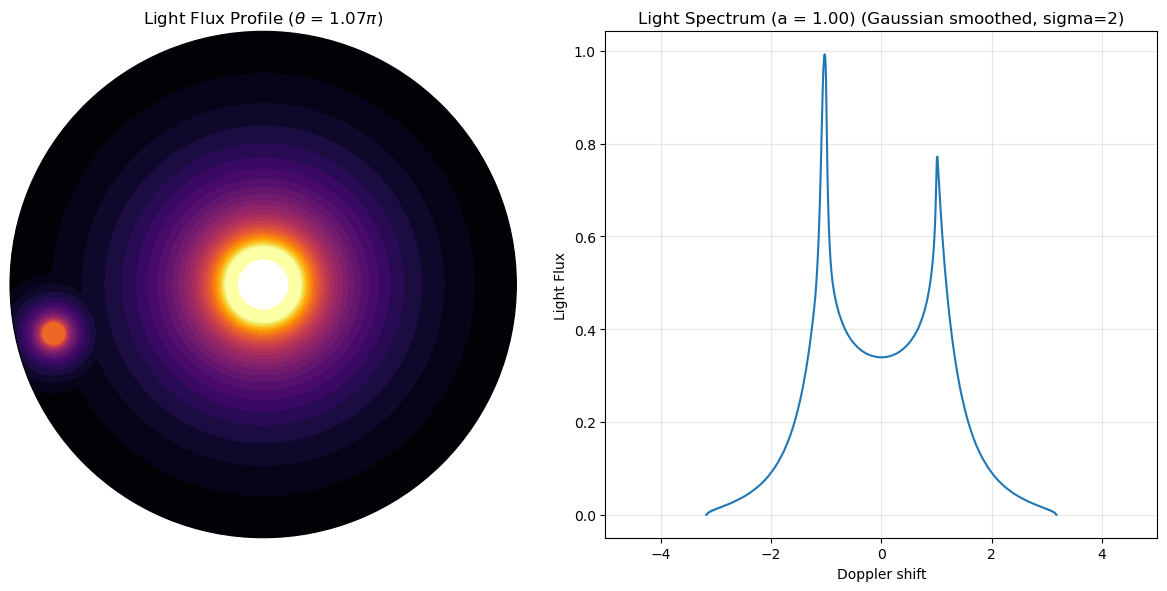 Light Flux Profile (θ = 1.07π)
Light Spectrum (a = 1.00) (Gaussian smoothed, sigma=2)
1.0
0.8
0.6
0.4
0.2
0.0
Light Flux
−4
−2
0
2
4
Doppler shift